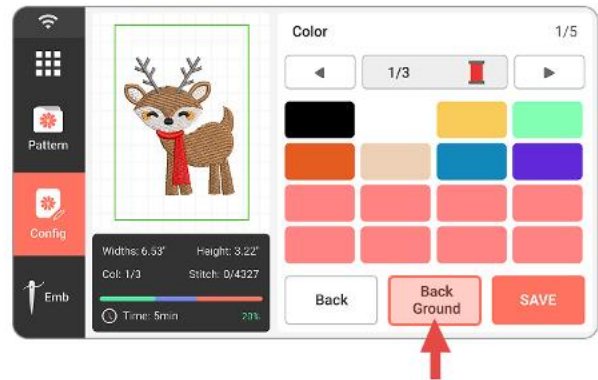 Color
1/5
1/3
Pattern
Config
Emb
Widths: 6.53" Height: 3.22"
Col: 1/3 Stitch: 0/4327
Time: 5min 20%
Back
Back
Ground
SAVE